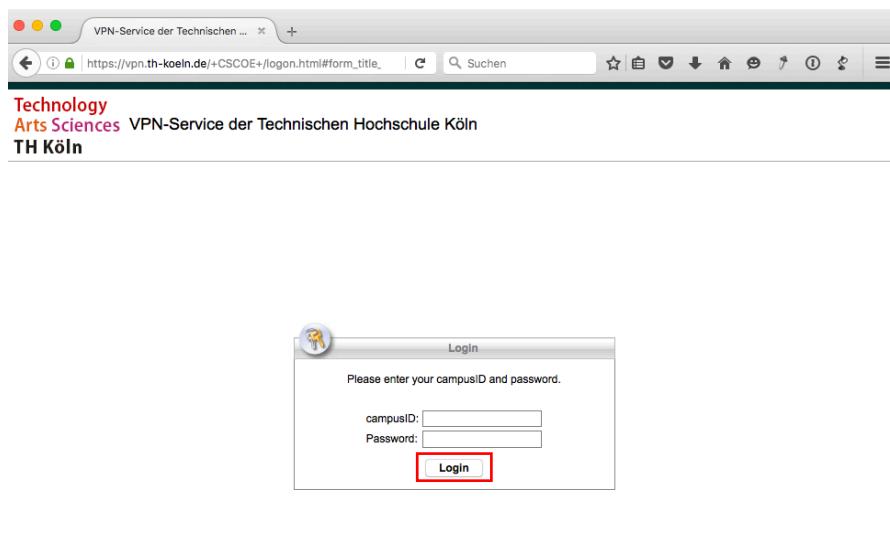 VPN-Service der Technischen ...
https://vpn.th-koeln.de/+CSCOE+/logon.html#form_title_
Suchen
Technology
Arts Sciences VPN-Service der Technischen Hochschule Köln
TH Köln
Login
Please enter your campusID and password.
campusID:
Password:
Login